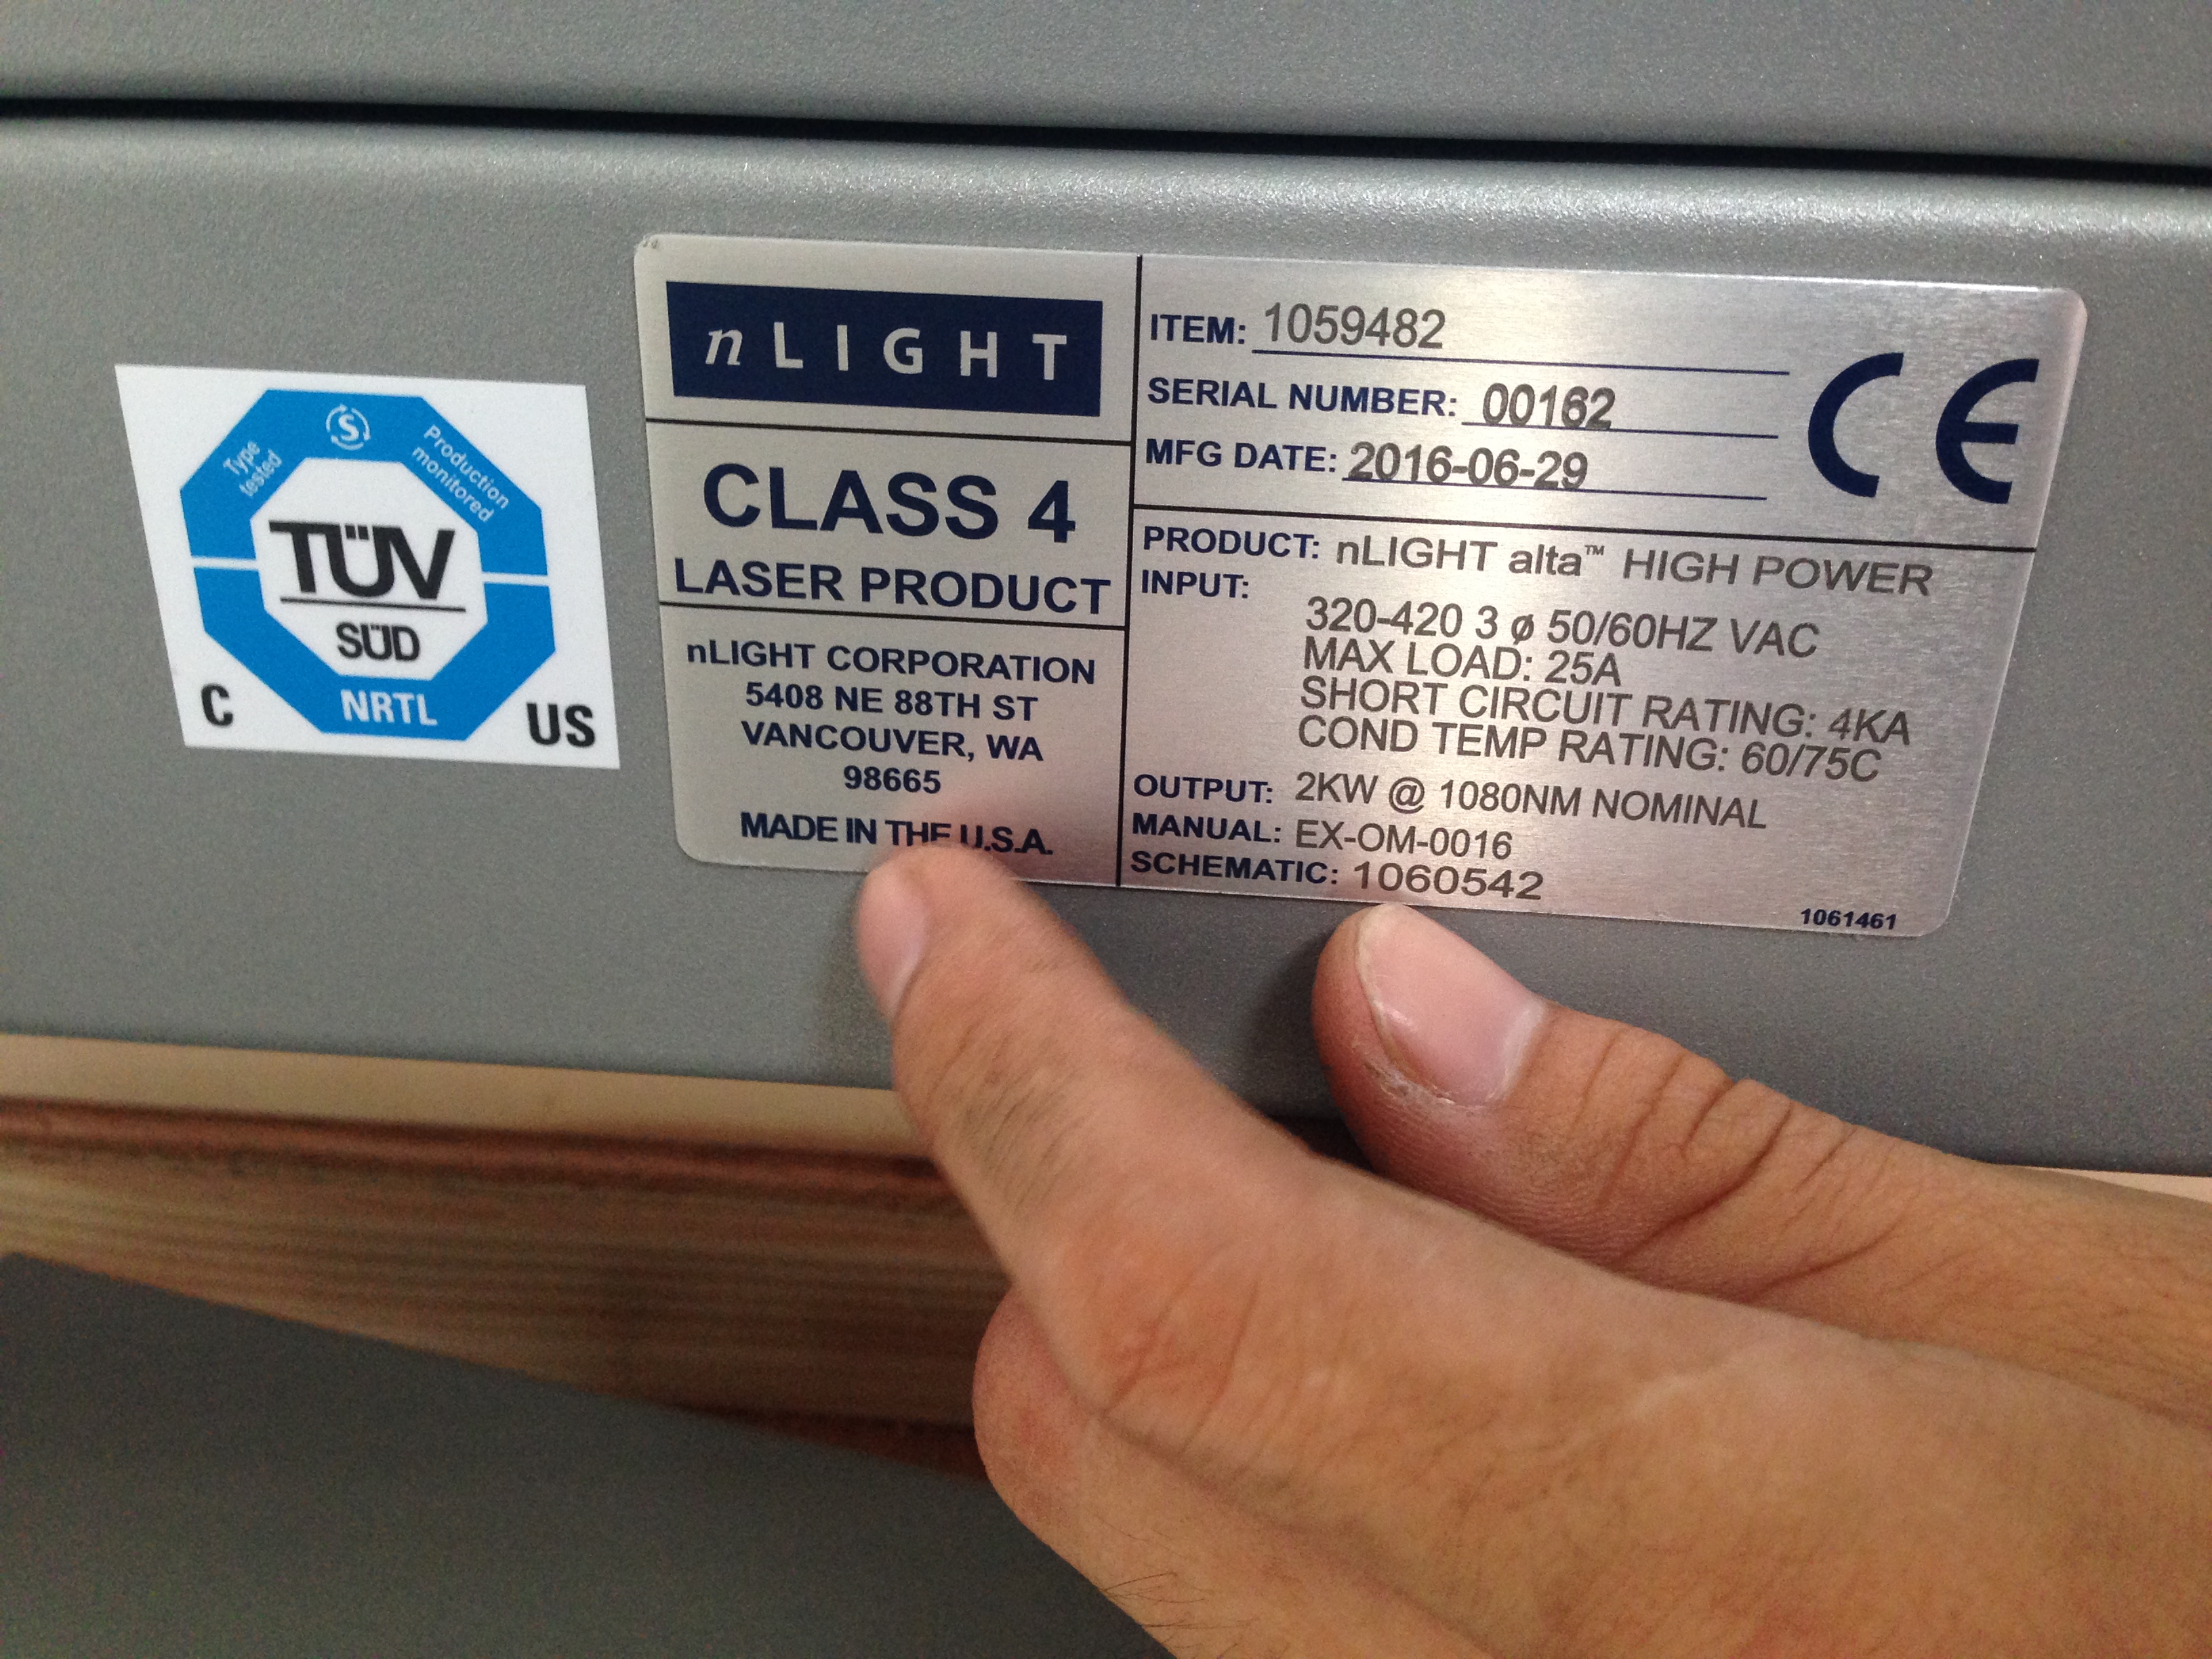 Type tested
S
Production monitored
TÜV
SÜD
NRTL
C US
nLIGHT
CLASS 4
LASER PRODUCT
nLIGHT CORPORATION
5408 NE 88TH ST
VANCOUVER, WA
98665
MADE IN THE U.S.A.
ITEM: 1059482
SERIAL NUMBER: 00162
MFG DATE: 2016-06-29
CE
PRODUCT: nLIGHT alta™ HIGH POWER
INPUT:
320-420 3 ø 50/60HZ VAC
MAX LOAD: 25A
SHORT CIRCUIT RATING: 4KA
COND TEMP RATING: 60/75C
OUTPUT: 2KW @ 1080NM NOMINAL
MANUAL: EX-OM-0016
SCHEMATIC: 1060542
1061461